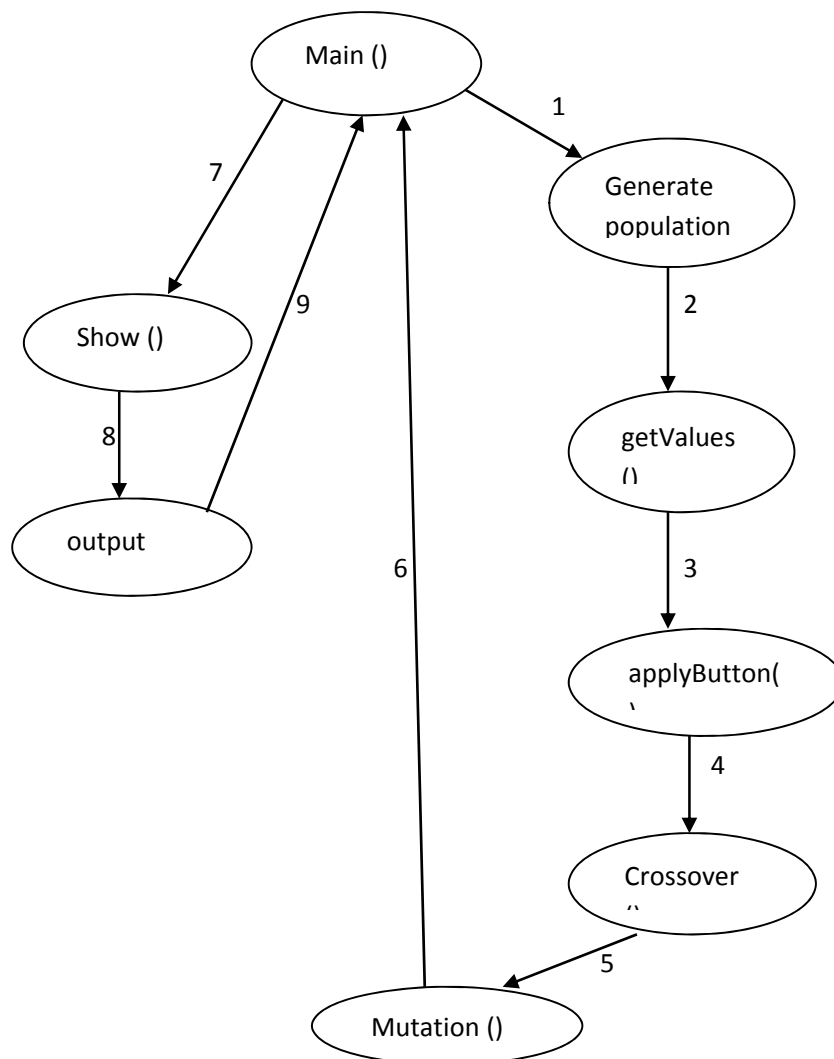 Main ()
1
Generate
population
7
2
9
Show ()
getValues
()
8
output
6
3
applyButton(
)
4
Crossover
()
5
Mutation ()